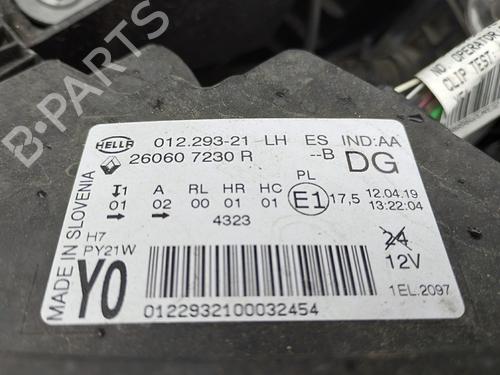 NO OPERATOR
CLIP TEST
HELLA 012.293-21 LH ES IND:AA
26060 7230 R --B DG
1 A RL HR HC PL
01 02 00 01 01 E1 17,5 12.04.19
13:22:04
4323
H7
PY21W
24
12V
MADE IN SLOVENIA
YO
0122932100032454
1EL.2097